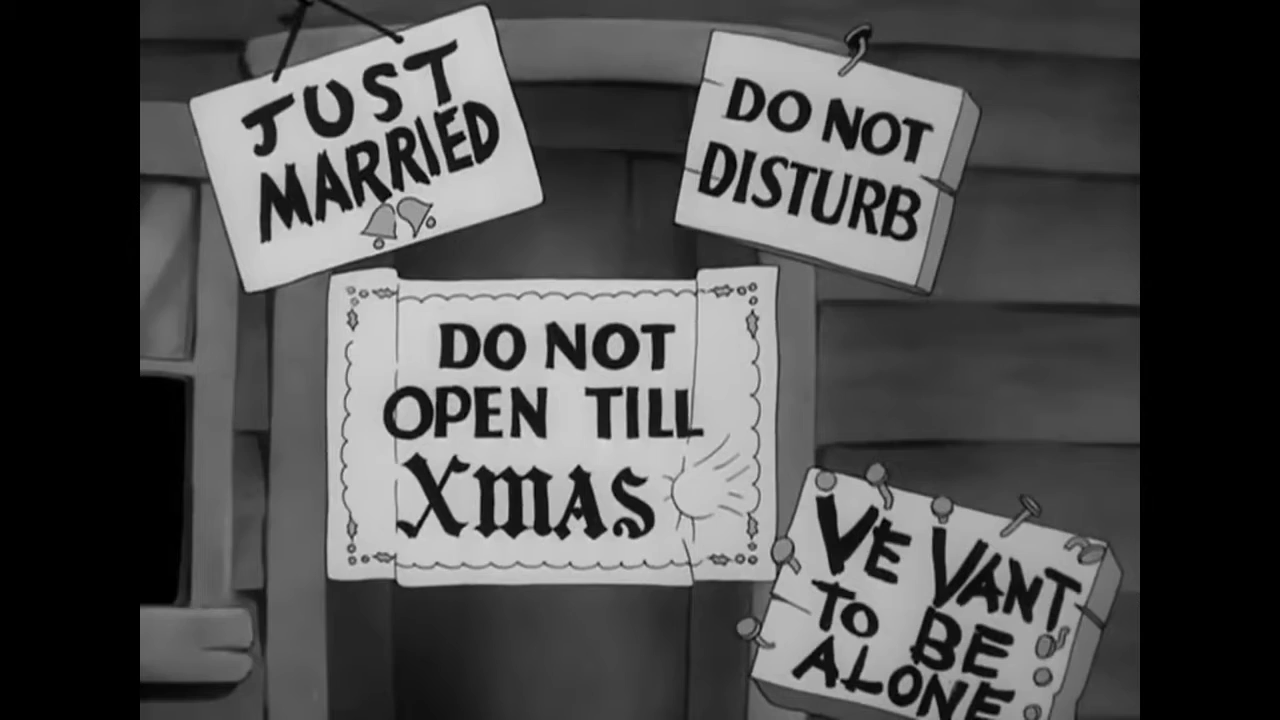 JUST
MARRIED
DO NOT
DISTURB
DO NOT
OPEN TILL
XMAS
VE VANT
TO BE
ALONE